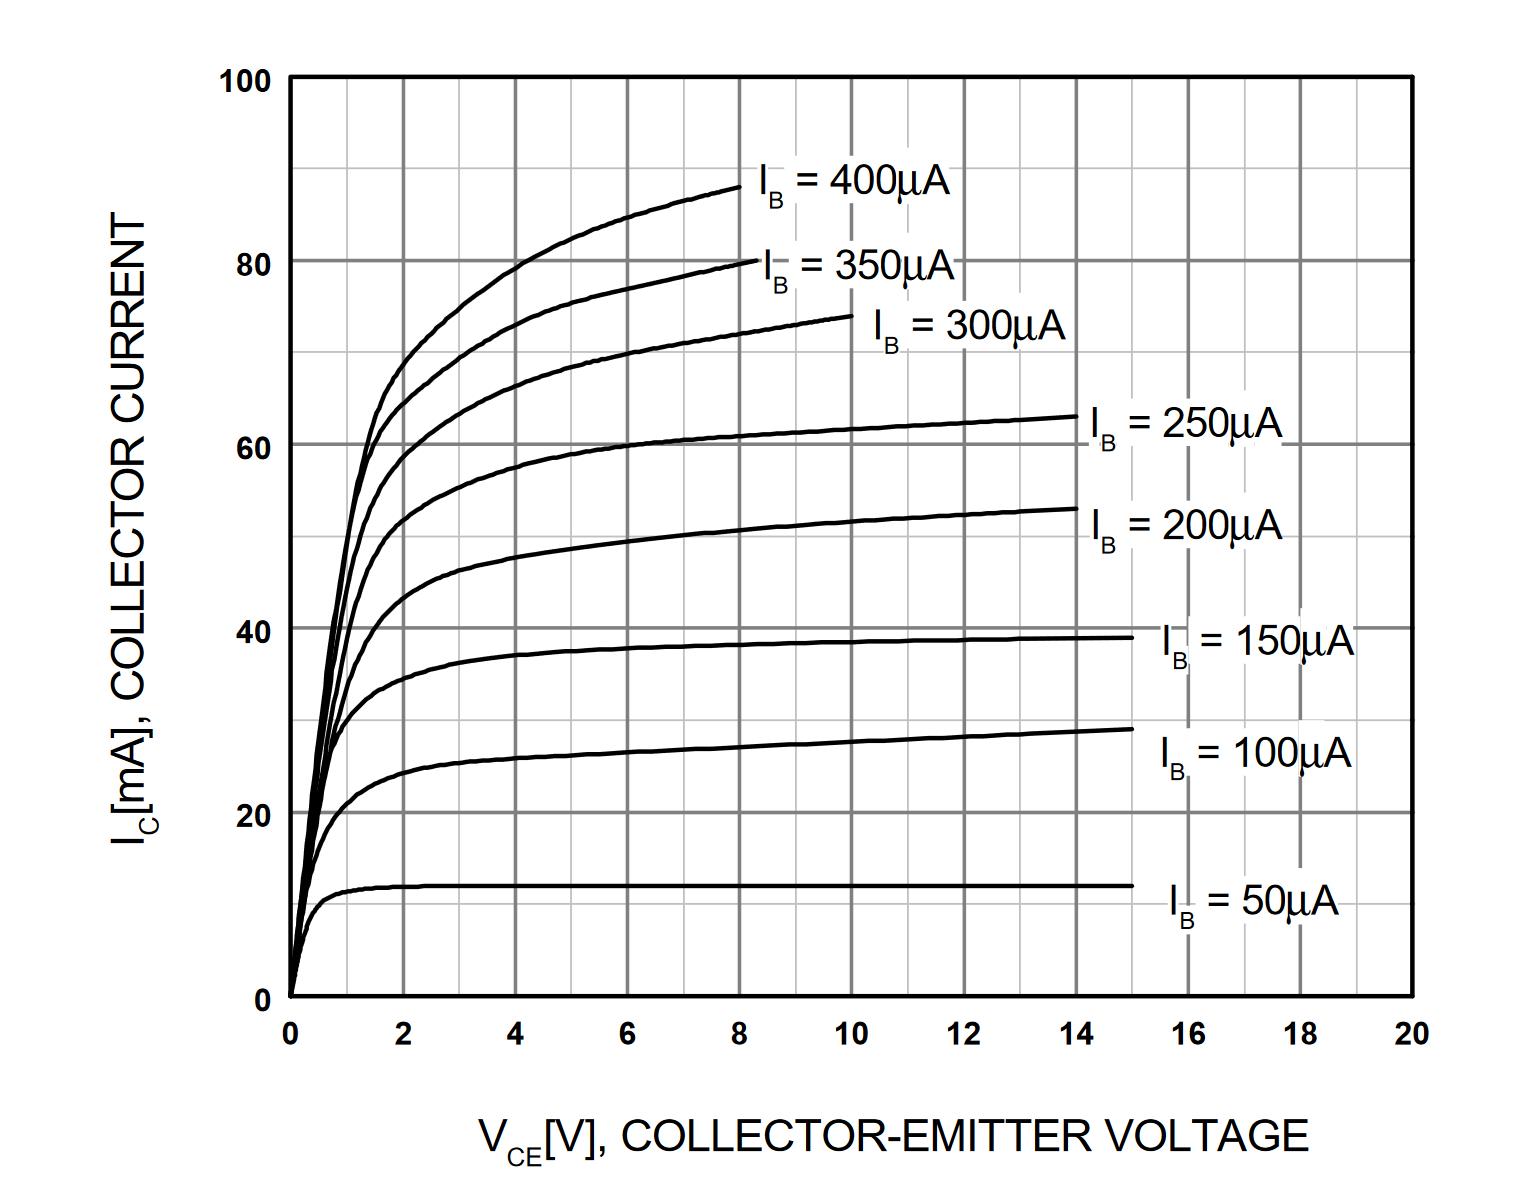 100
80
60
40
20
0
0 2 4 6 8 10 12 14 16 18 20
I_C[mA], COLLECTOR CURRENT
V_CE[V], COLLECTOR-EMITTER VOLTAGE
I_B = 400μA
I_B = 350μA
I_B = 300μA
I_B = 250μA
I_B = 200μA
I_B = 150μA
I_B = 100μA
I_B = 50μA